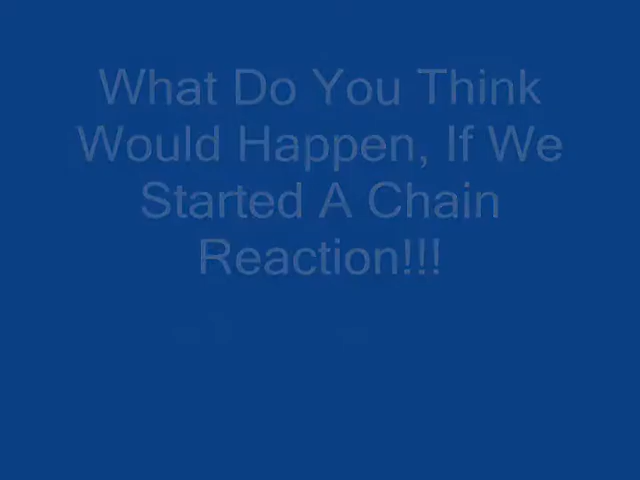 What Do You Think
Would Happen, If We
Started A Chain
Reaction!!!